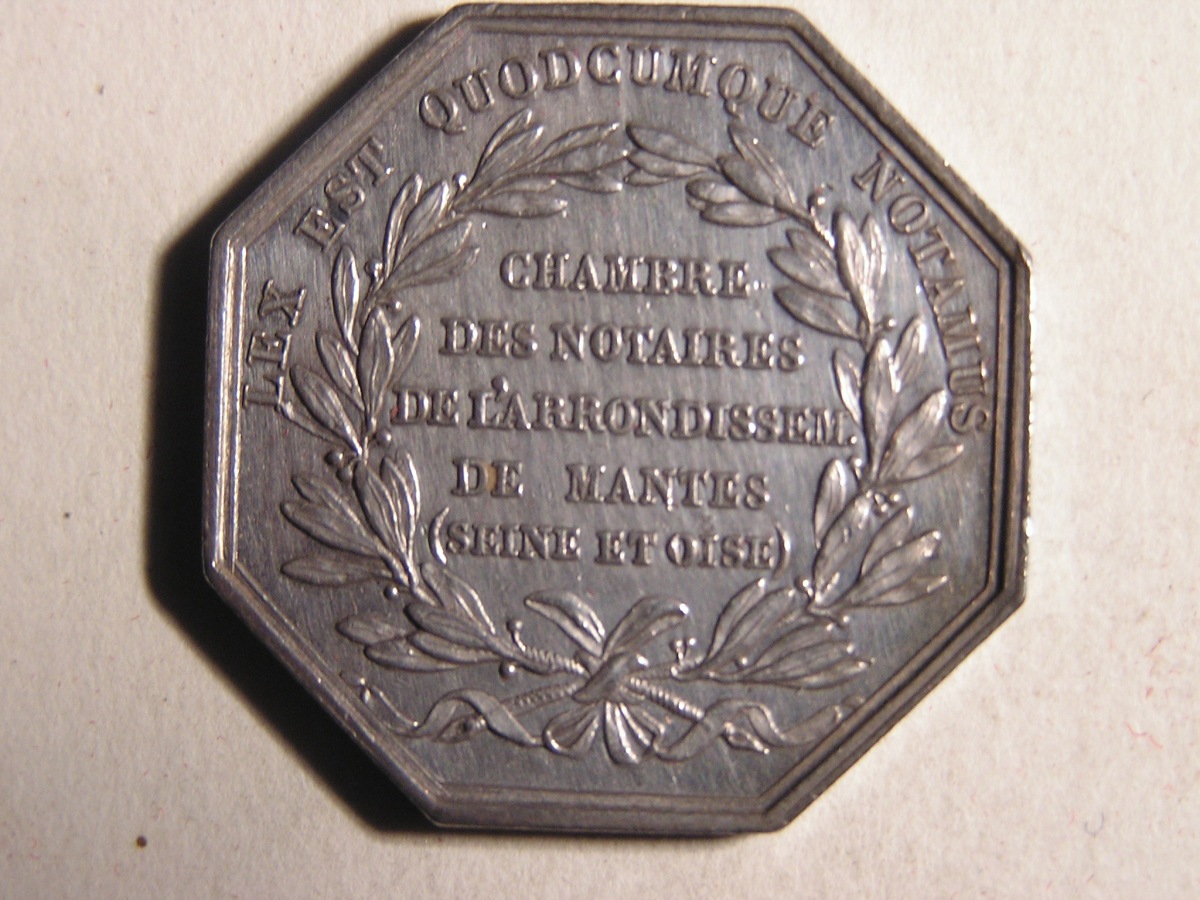 LEX EST QUODCUMQUE NOTAMUS
CHAMBRE
DES NOTAIRES
DE L'ARRONDISSEM.
DE MANTES
(SEINE ET OISE)